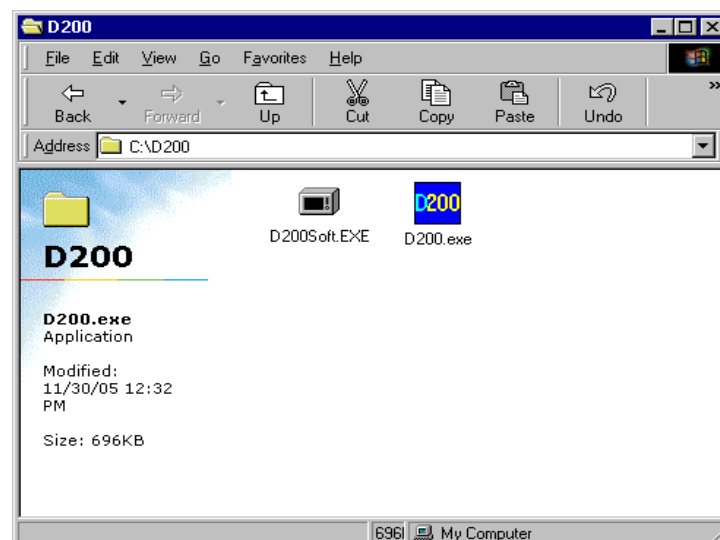 D200
File Edit View Go Favorites Help
Back Forward Up Cut Copy Paste Undo »
Address C:\D200
D200
D200Soft.EXE
D200
D200.exe
D200.exe
Application
Modified:
11/30/05 12:32
PM
Size: 696KB
696 My Computer